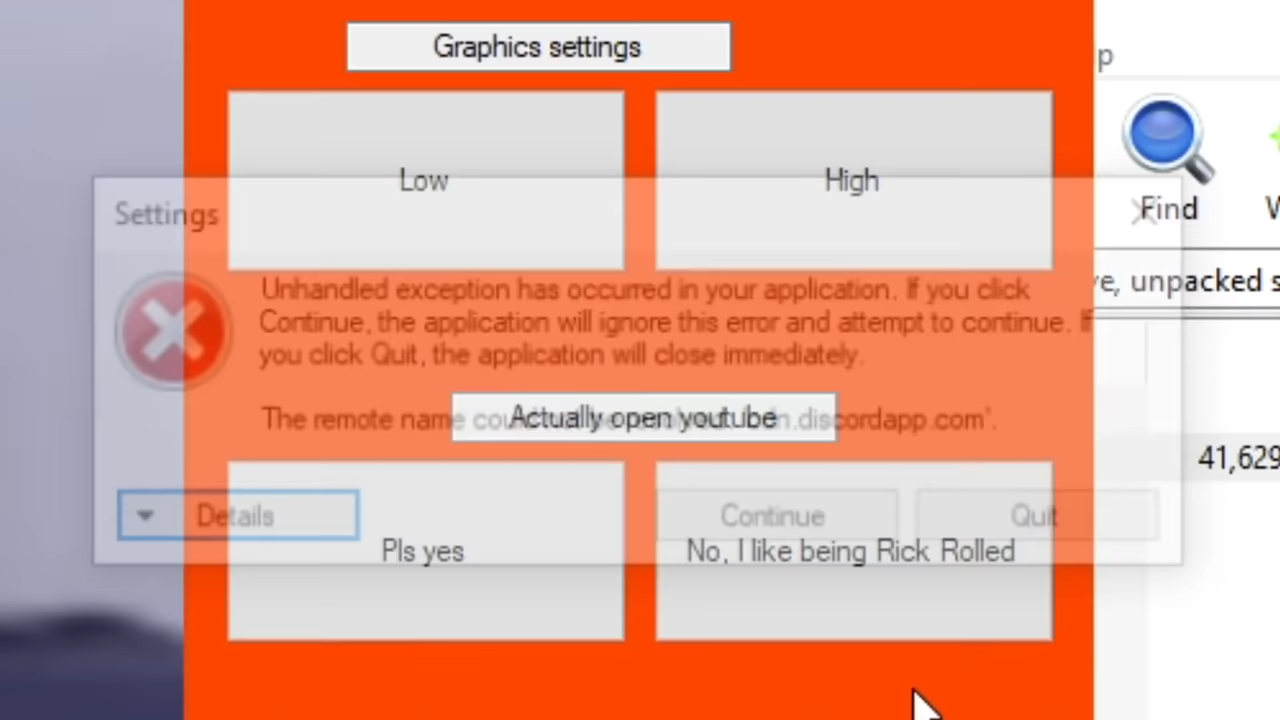 Graphics settings
p
Low
High
Find
Settings
Unhandled exception has occurred in your application. If you click
Continue, the application will ignore this error and attempt to continue. If
you click Quit, the application will close immediately.
unpacked s
Actually open youtube
The remote name discordapp.com'.
41,629
Details
Continue
Quit
Pls yes
No, I like being Rick Rolled